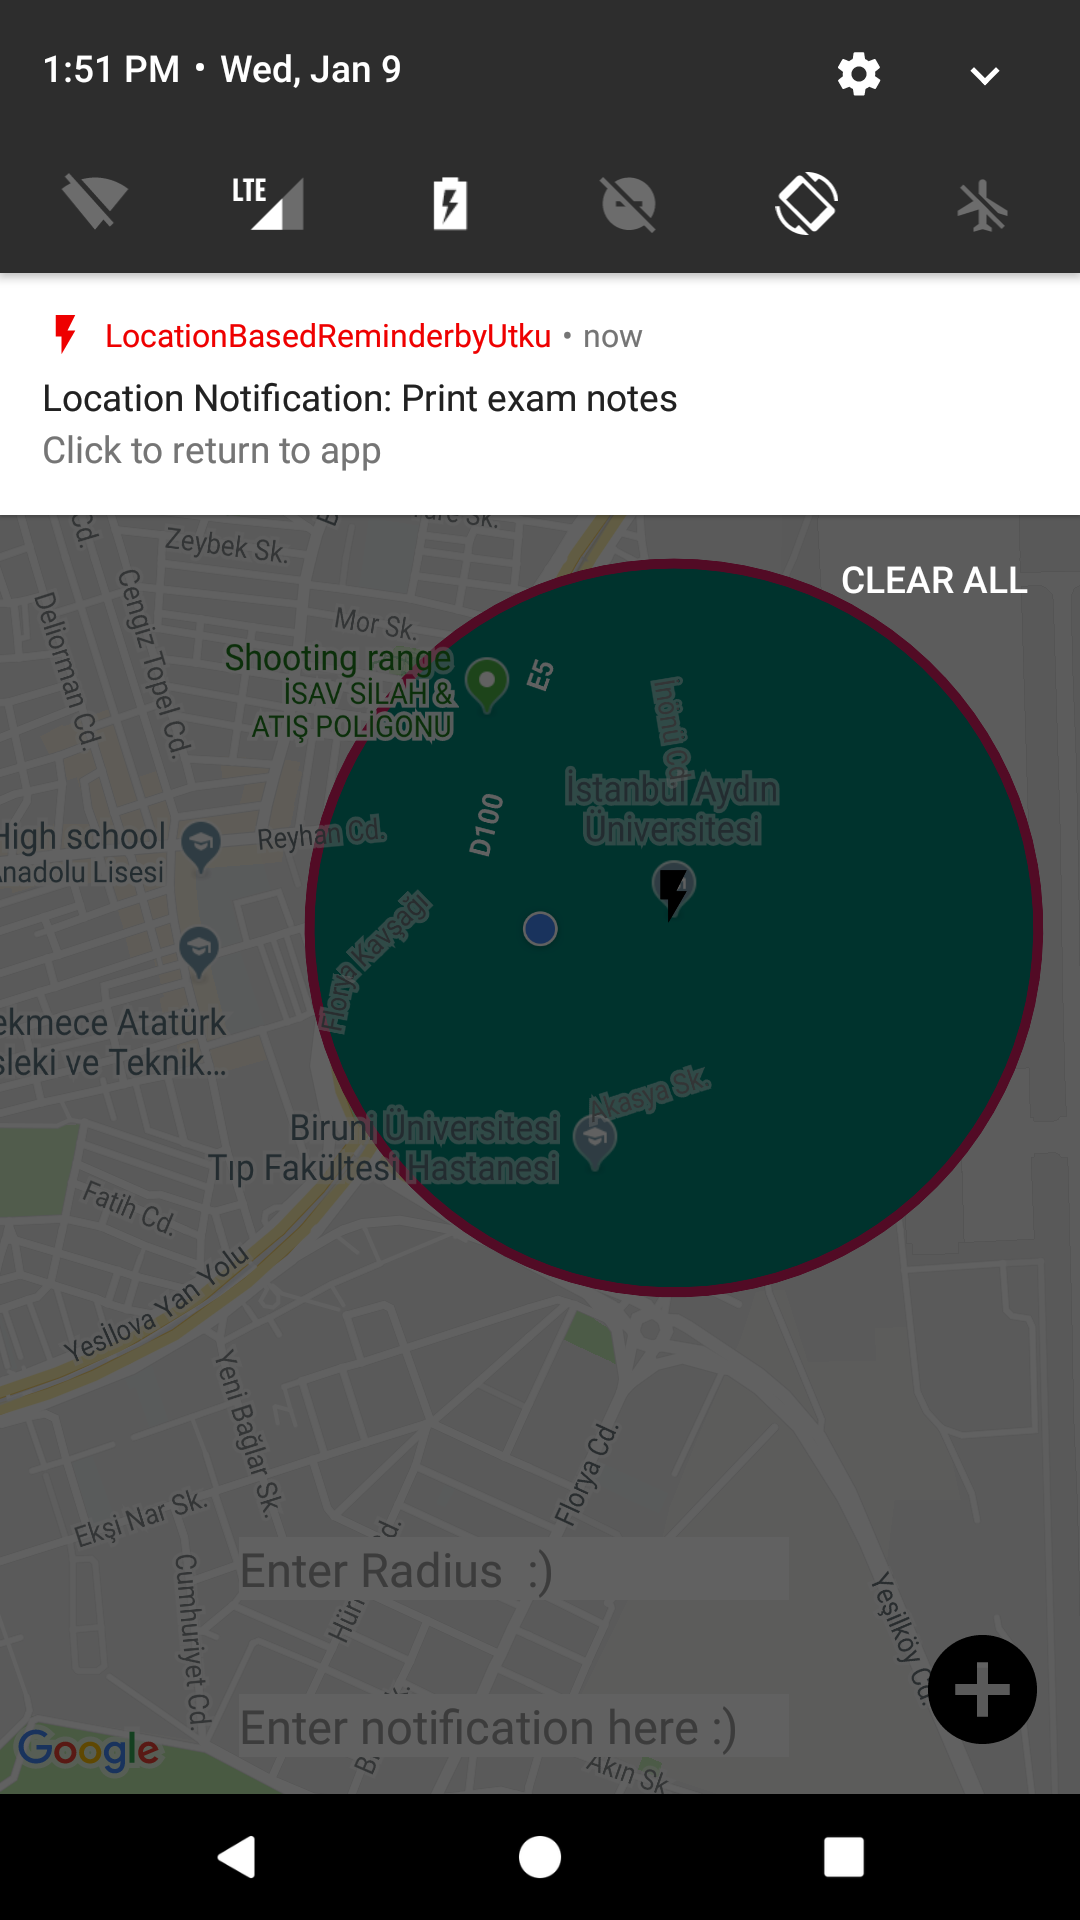 1:51 PM • Wed, Jan 9
LTE
LocationBasedReminderbyUtku • now
Location Notification: Print exam notes
Click to return to app
CLEAR ALL
Cd.
Sk.
Zeybek Sk.
Cengiz Topel Cd.
Deliorman Cd.
Mor Sk.
Shooting range
İSAV SİLAH &
ATIŞ POLİGONU
E5
İnönü Cd.
İstanbul Aydın
Üniversitesi
D100
High school
Anadolu Lisesi
Reyhan Cd.
Florya Kavşağı
ekmece Atatürk
sleki ve Teknik...
Akasya Sk.
Biruni Üniversitesi
Tıp Fakültesi Hastanesi
Fatih Cd.
Yeşilova Yan Yolu
Yeni Bağlar Sk.
Florya Cd.
Ekşi Nar Sk.
Cumhuriyet Cd.
Enter Radius :)
Yeşilköy Cd.
Enter notification here :)
Google
Akın Sk